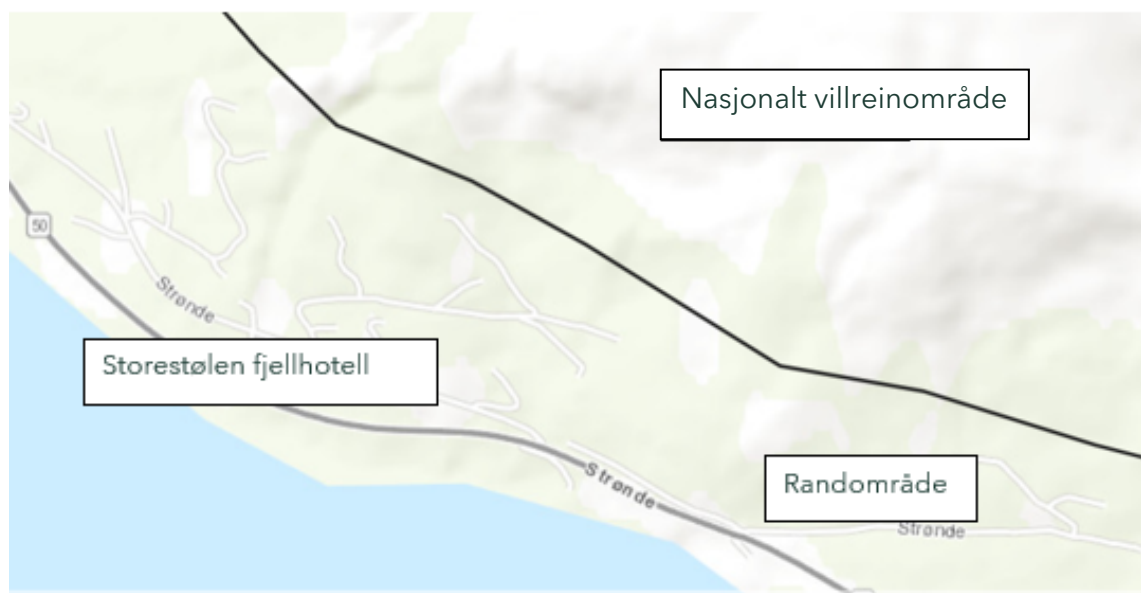 Nasjonalt villreinområde
50
Strønde
Storestølen fjellhotell
Strønde
Randområde
Strønde